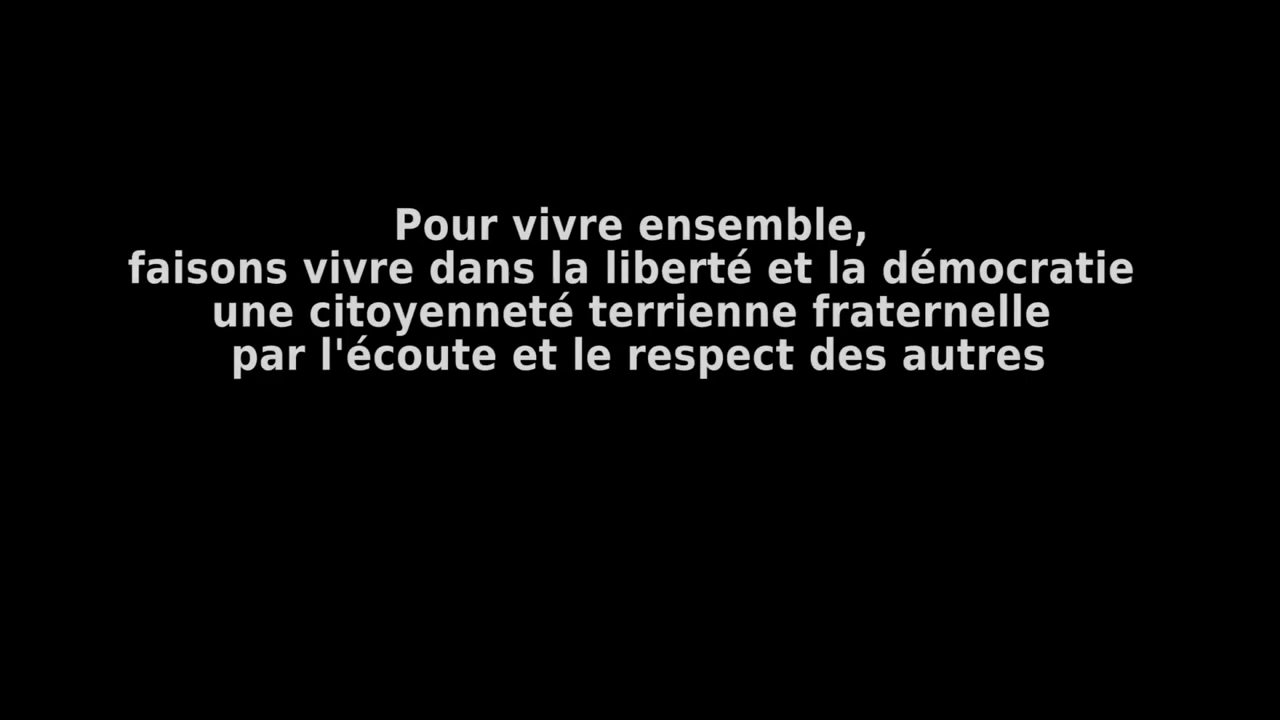 Pour vivre ensemble,
faisons vivre dans la liberté et la démocratie
une citoyenneté terrienne fraternelle
par l'écoute et le respect des autres